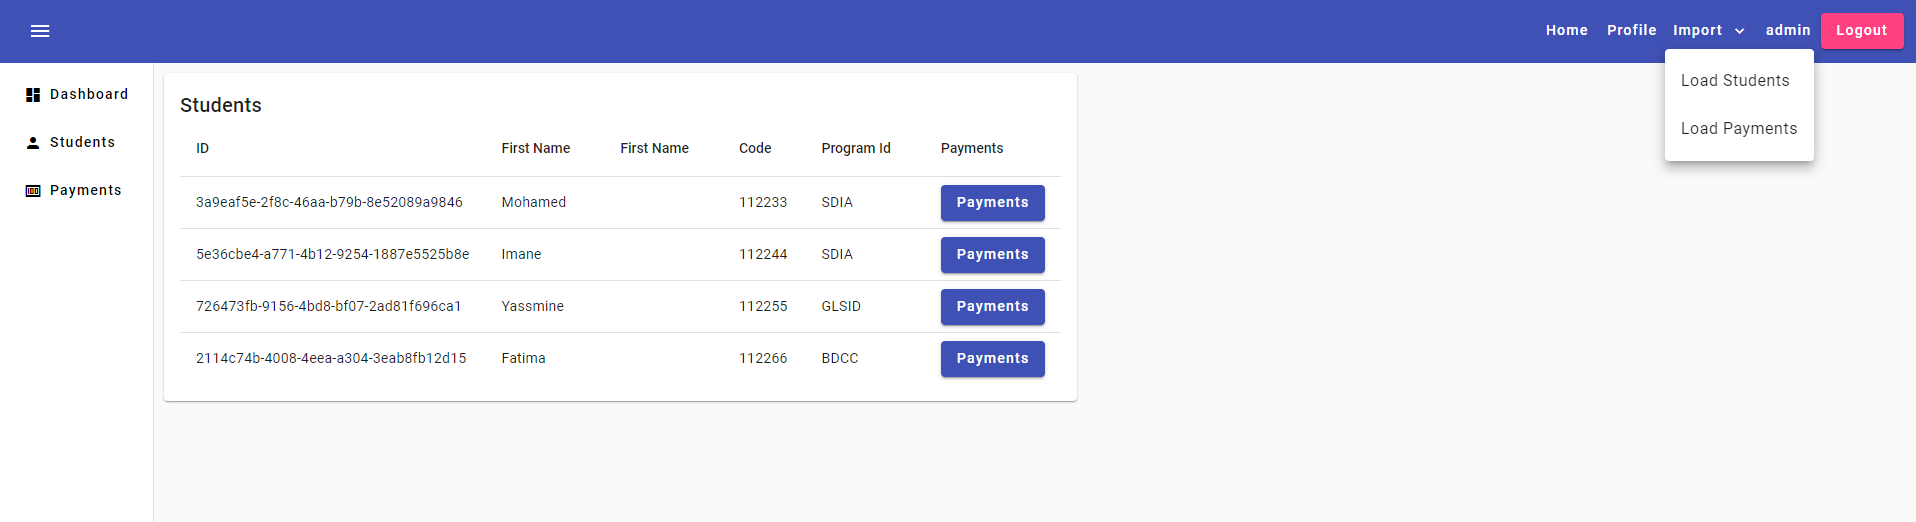 Home Profile Import admin Logout
Load Students
Load Payments
Dashboard
Students
Payments
Students
ID First Name First Name Code Program Id Payments
3a9eaf5e-2f8c-46aa-b79b-8e52089a9846 Mohamed 112233 SDIA Payments
5e36cbe4-a771-4b12-9254-1887e5525b8e Imane 112244 SDIA Payments
726473fb-9156-4bd8-bf07-2ad81f696ca1 Yassmine 112255 GLSID Payments
2114c74b-4008-4eea-a304-3eab8fb12d15 Fatima 112266 BDCC Payments